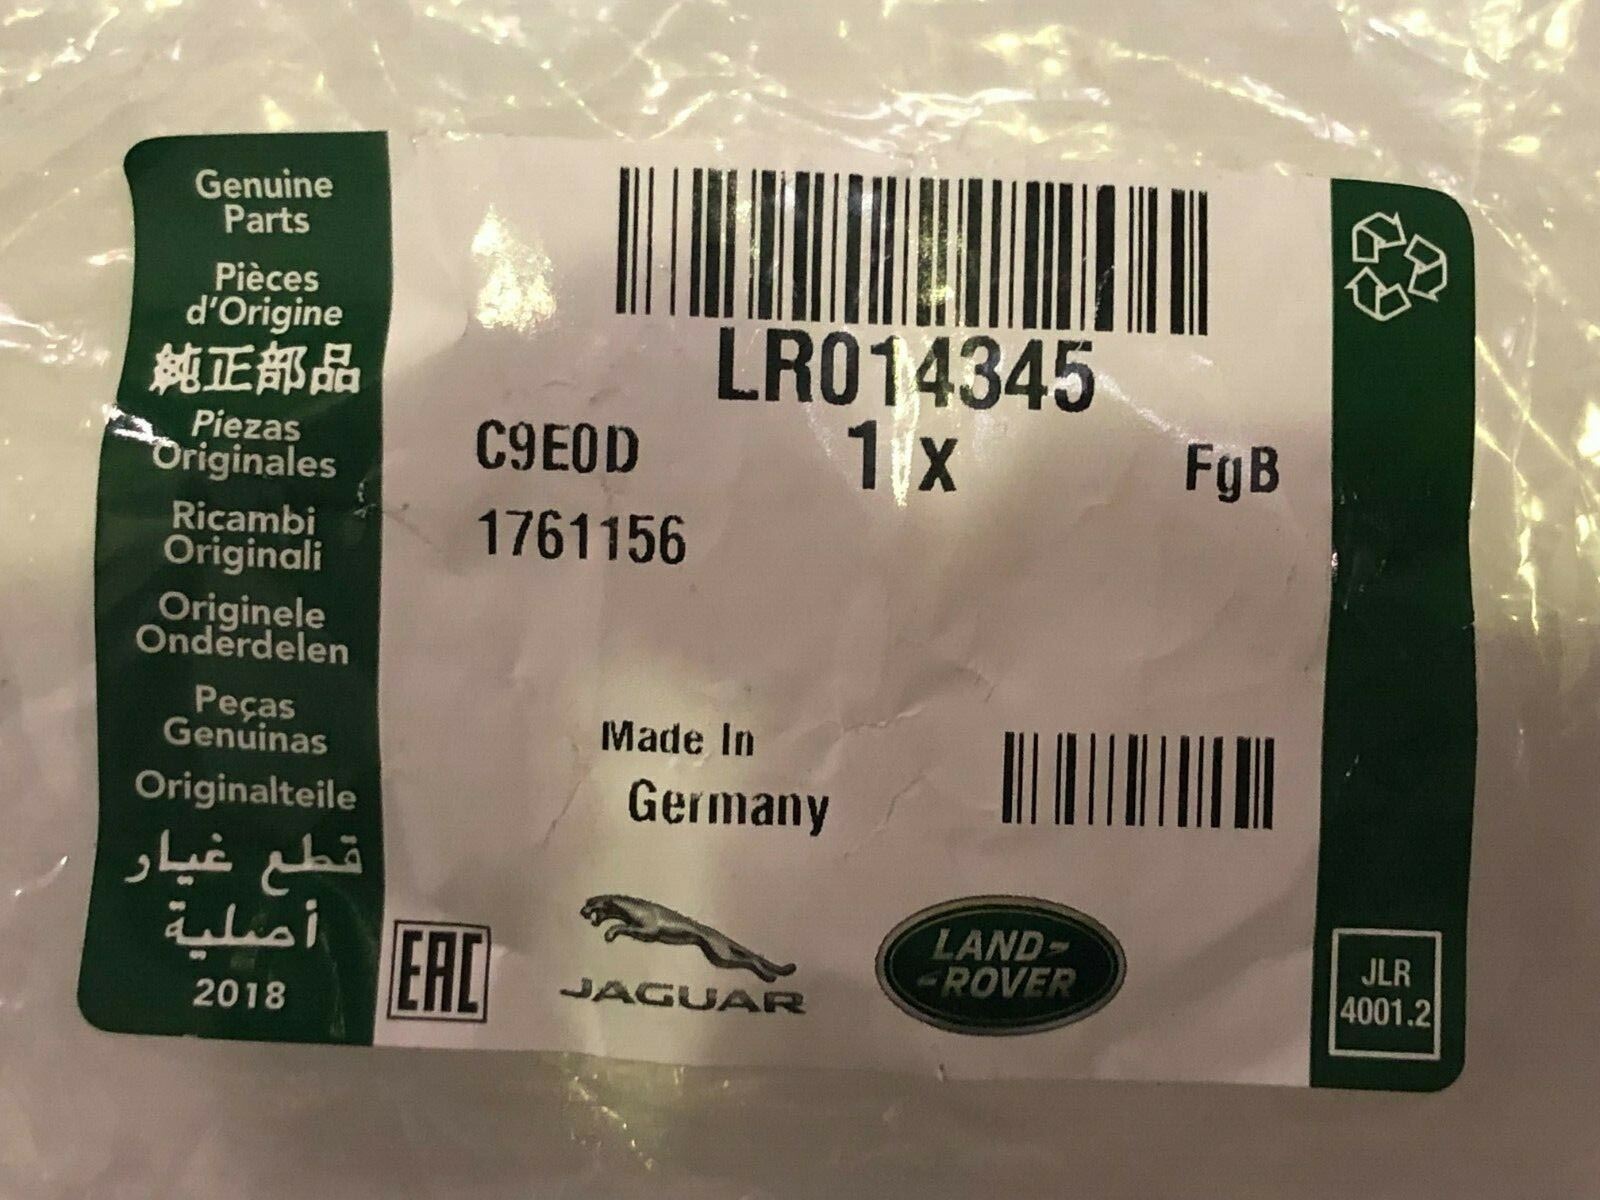 Genuine
Parts
Pièces
d'Origine
純正部品
Piezas
Originales
Ricambi
Originali
Originele
Onderdelen
Peças
Genuinas
Originalteile
قطع غيار
أصلية
2018
LR014345
C9E0D 1 x FgB
1761156
Made In
Germany
EAC
JAGUAR
LAND-
-ROVER
JLR
4001.2